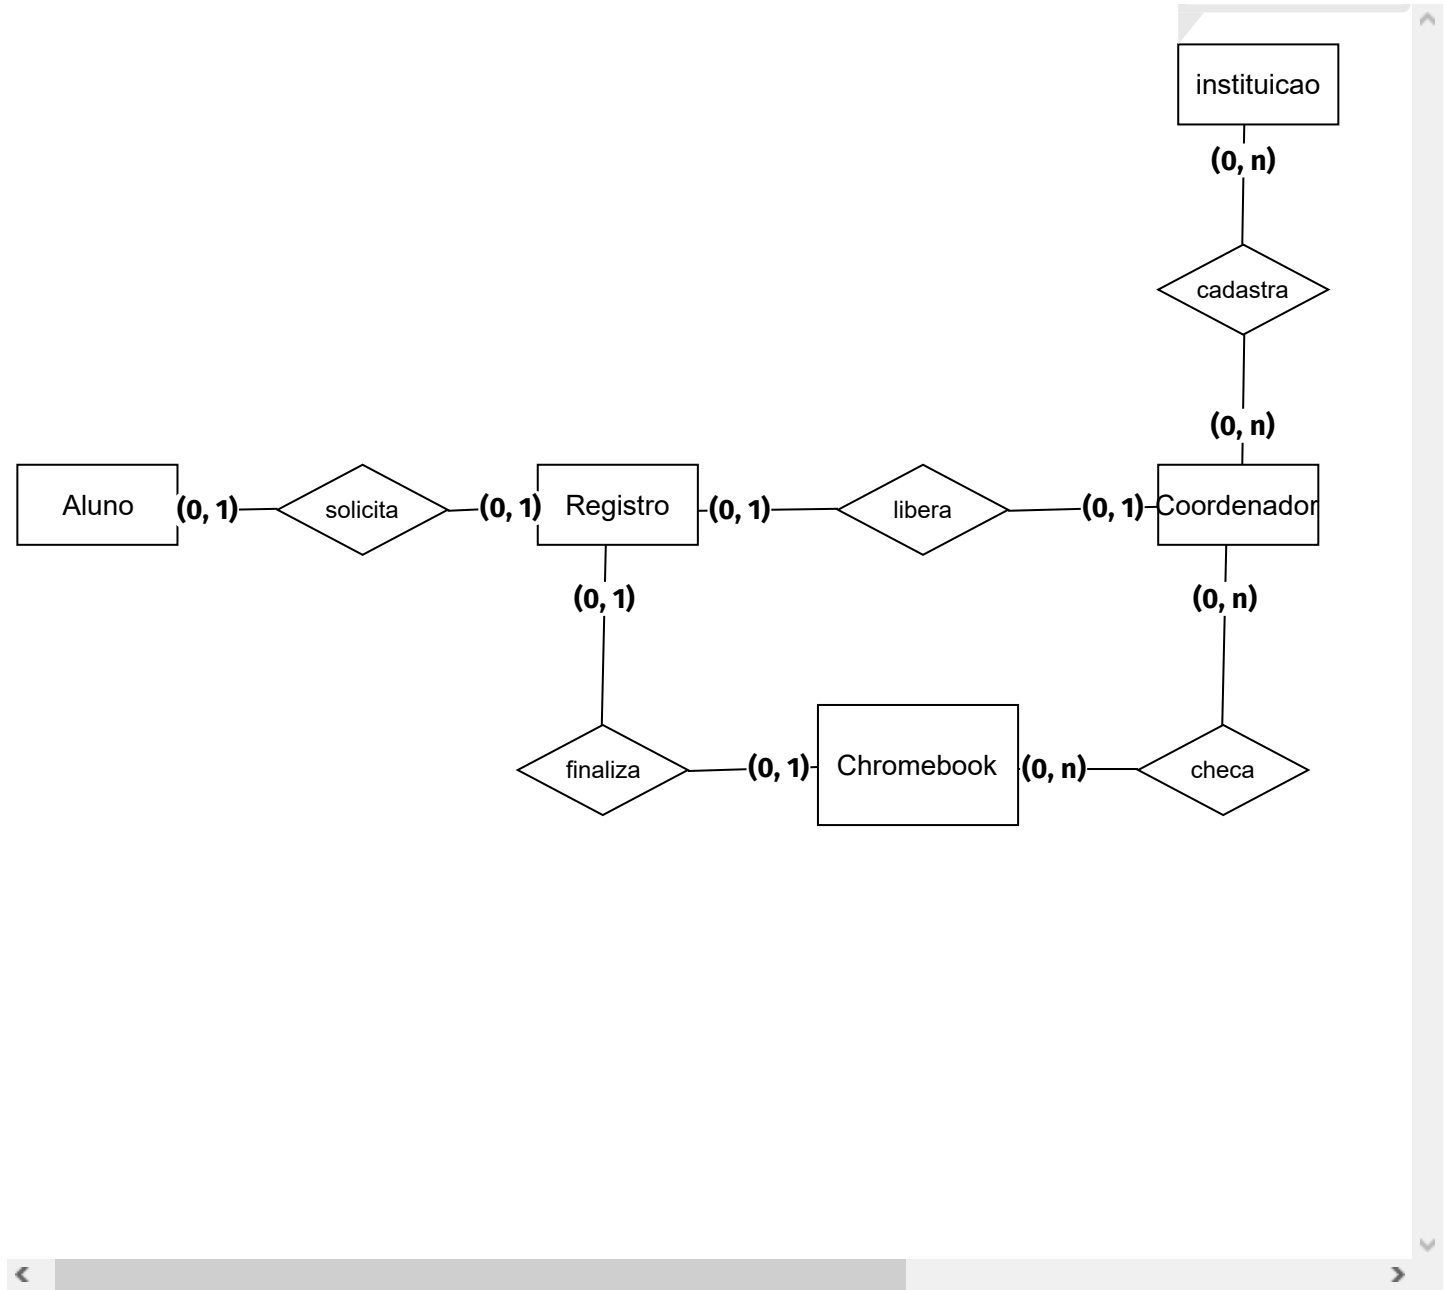 instituicao
(0, n)
cadastra
(0, n)
Aluno
(0, 1)
solicita
(0, 1)
Registro
(0, 1)
libera
(0, 1)
Coordenador
(0, 1)
(0, n)
finaliza
(0, 1)
Chromebook
(0, n)
checa